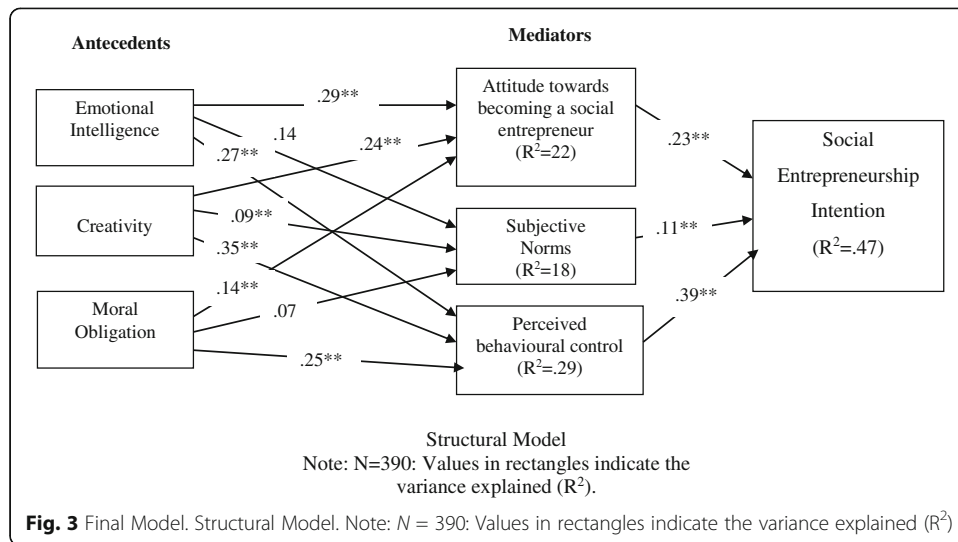 Antecedents
Mediators
Emotional
Intelligence
Creativity
Moral
Obligation
.29**
.14
.27**
.24**
.09**
.35**
.14**
.07
.25**
Attitude towards
becoming a social
entrepreneur
(R²=22)
Subjective
Norms
(R²=18)
Perceived
behavioural control
(R²=.29)
.23**
.11**
.39**
Social
Entrepreneurship
Intention
(R²=.47)
Structural Model
Note: N=390: Values in rectangles indicate the
variance explained (R²).
Fig. 3 Final Model. Structural Model. Note: N = 390: Values in rectangles indicate the variance explained (R²)